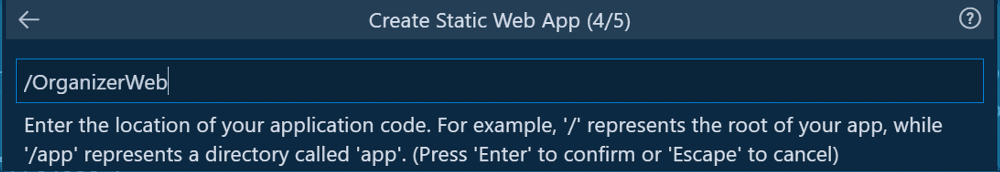 Create Static Web App (4/5)
/OrganizerWeb
Enter the location of your application code. For example, '/' represents the root of your app, while
'/app' represents a directory called 'app'. (Press 'Enter' to confirm or 'Escape' to cancel)